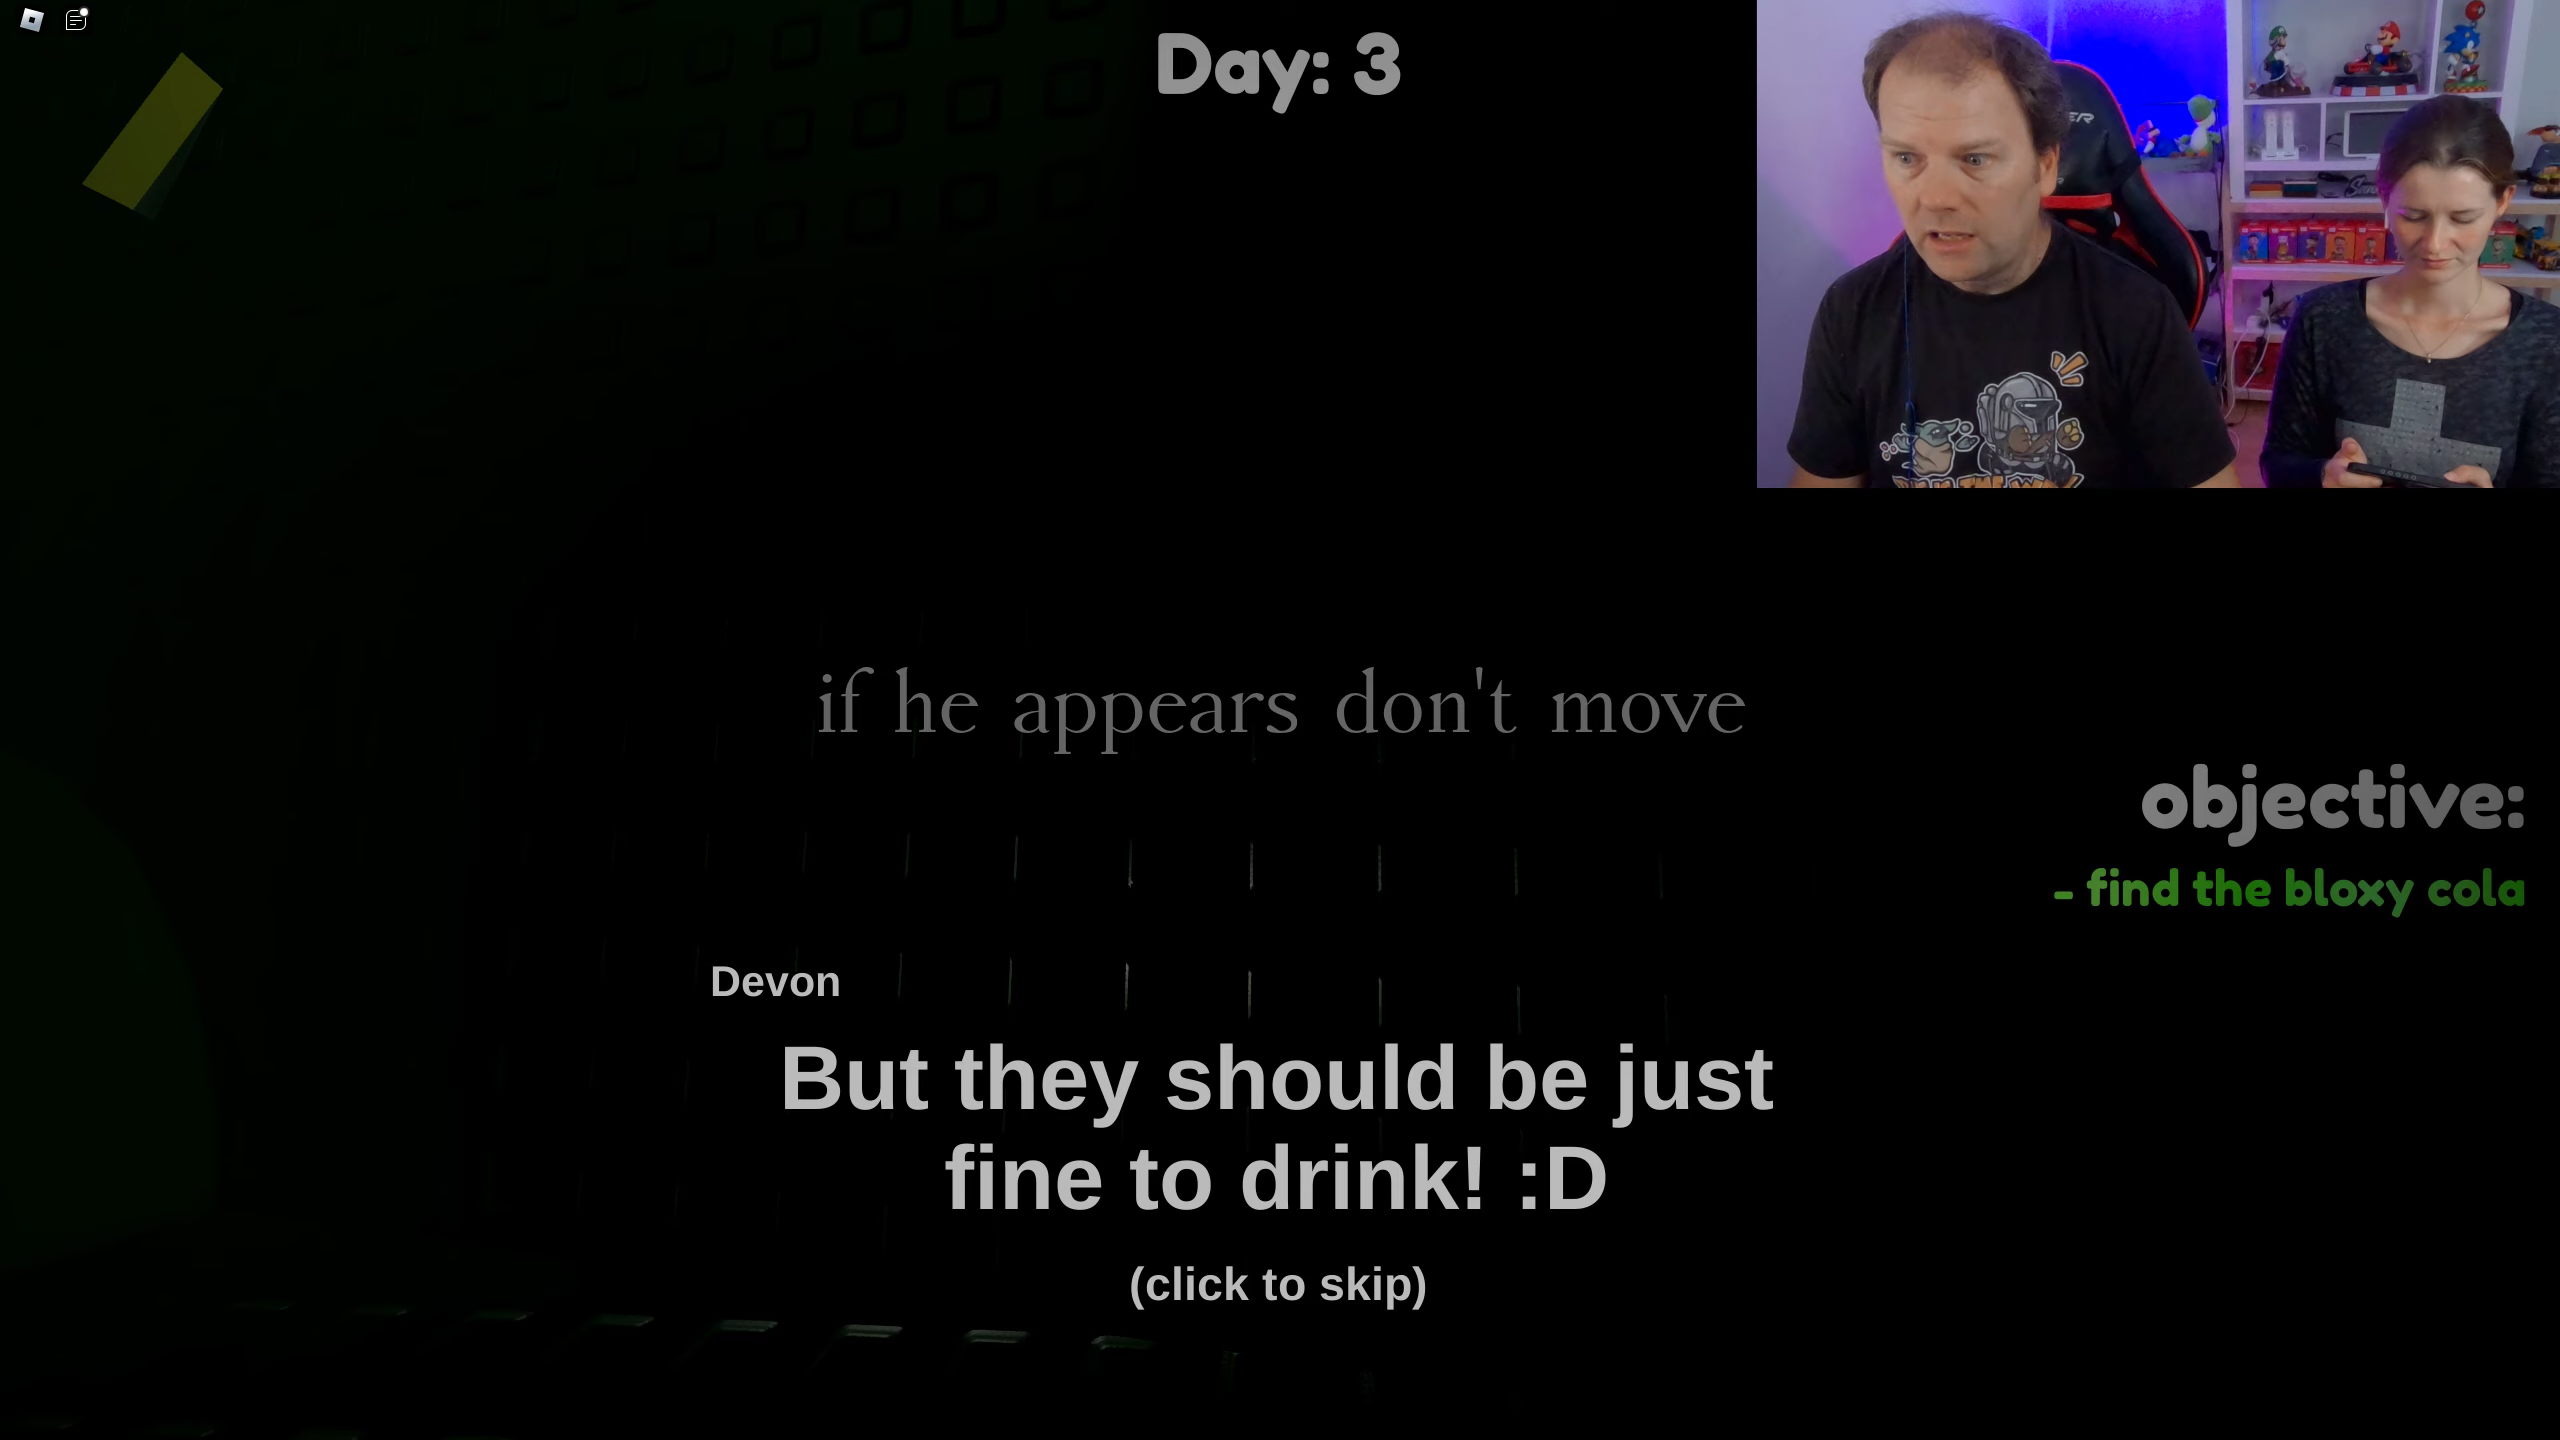 Day: 3
if he appears don't move
objective:
- find the bloxy cola
Devon
But they should be just
fine to drink! :D
(click to skip)